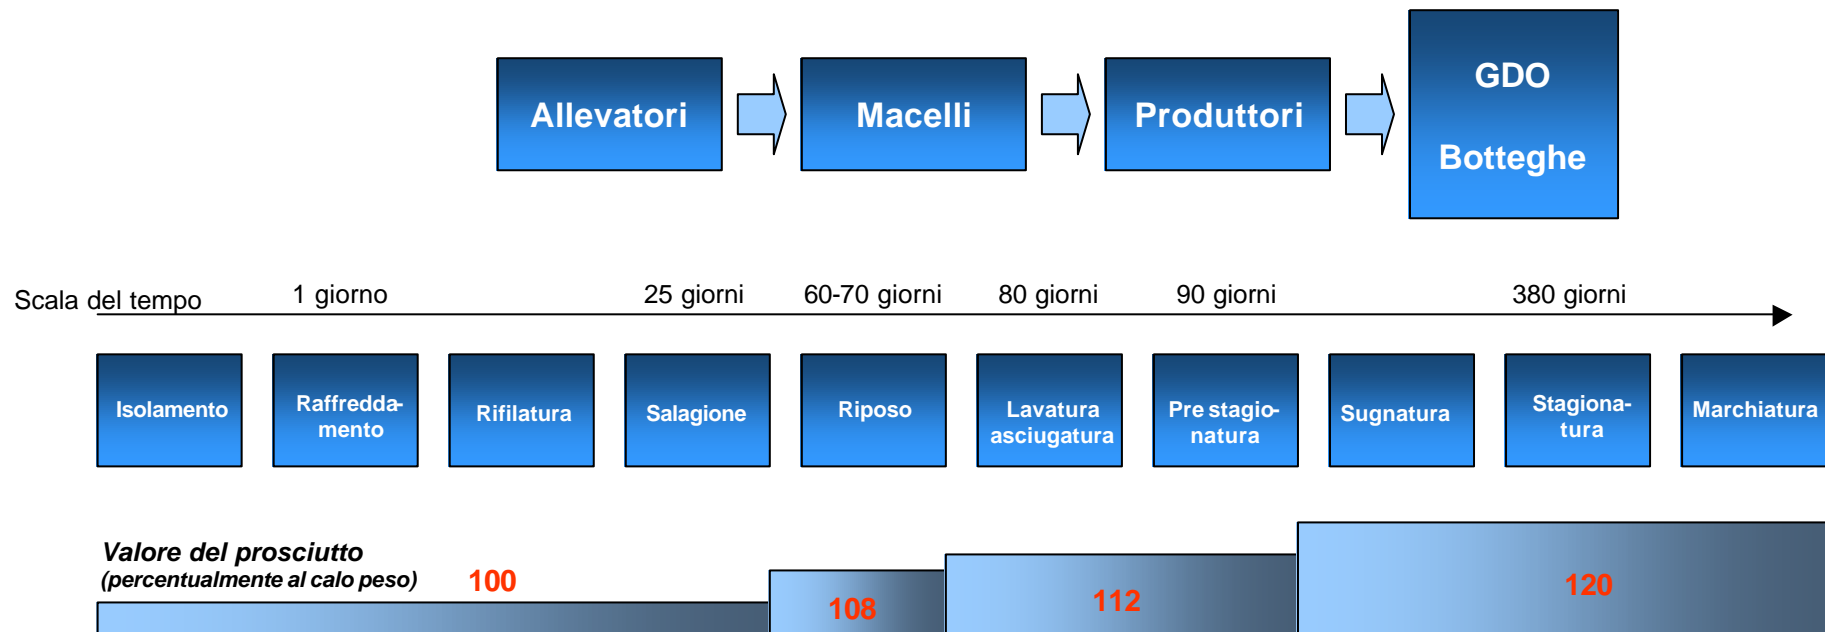 Allevatori
Macelli
Produttori
GDO
Botteghe
Scala del tempo
1 giorno
25 giorni
60-70 giorni
80 giorni
90 giorni
380 giorni
Isolamento
Raffredda-
mento
Rifilatura
Salagione
Riposo
Lavatura
asciugatura
Pre stagio-
natura
Sugnatura
Stagiona-
tura
Marchiatura
Valore del prosciutto
(percentualmente al calo peso)
100
108
112
120